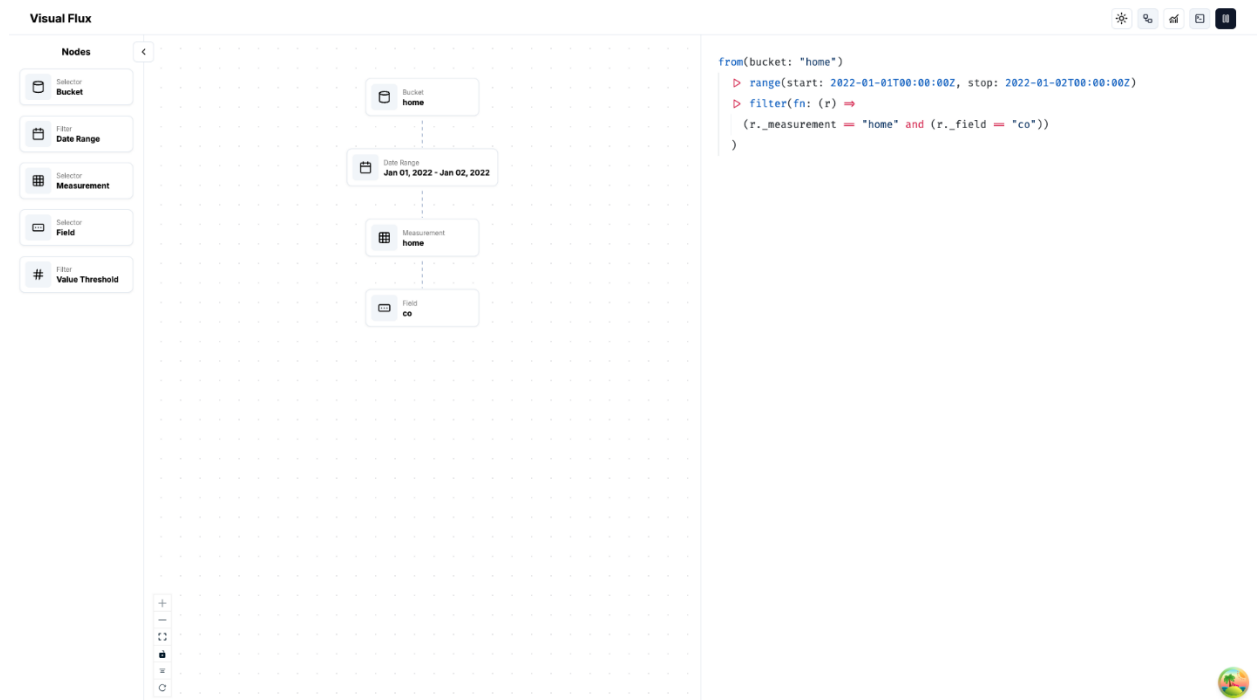 Visual Flux
Nodes
Selector
Bucket
Filter
Date Range
Selector
Measurement
Selector
Field
Filter
Value Threshold
Bucket
home
Date Range
Jan 01, 2022 - Jan 02, 2022
Measurement
home
Field
co
from(bucket: "home")
▷ range(start: 2022-01-01T00:00:00Z, stop: 2022-01-02T00:00:00Z)
▷ filter(fn: (r) ⇒
(r._measurement == "home" and (r._field == "co"))
)